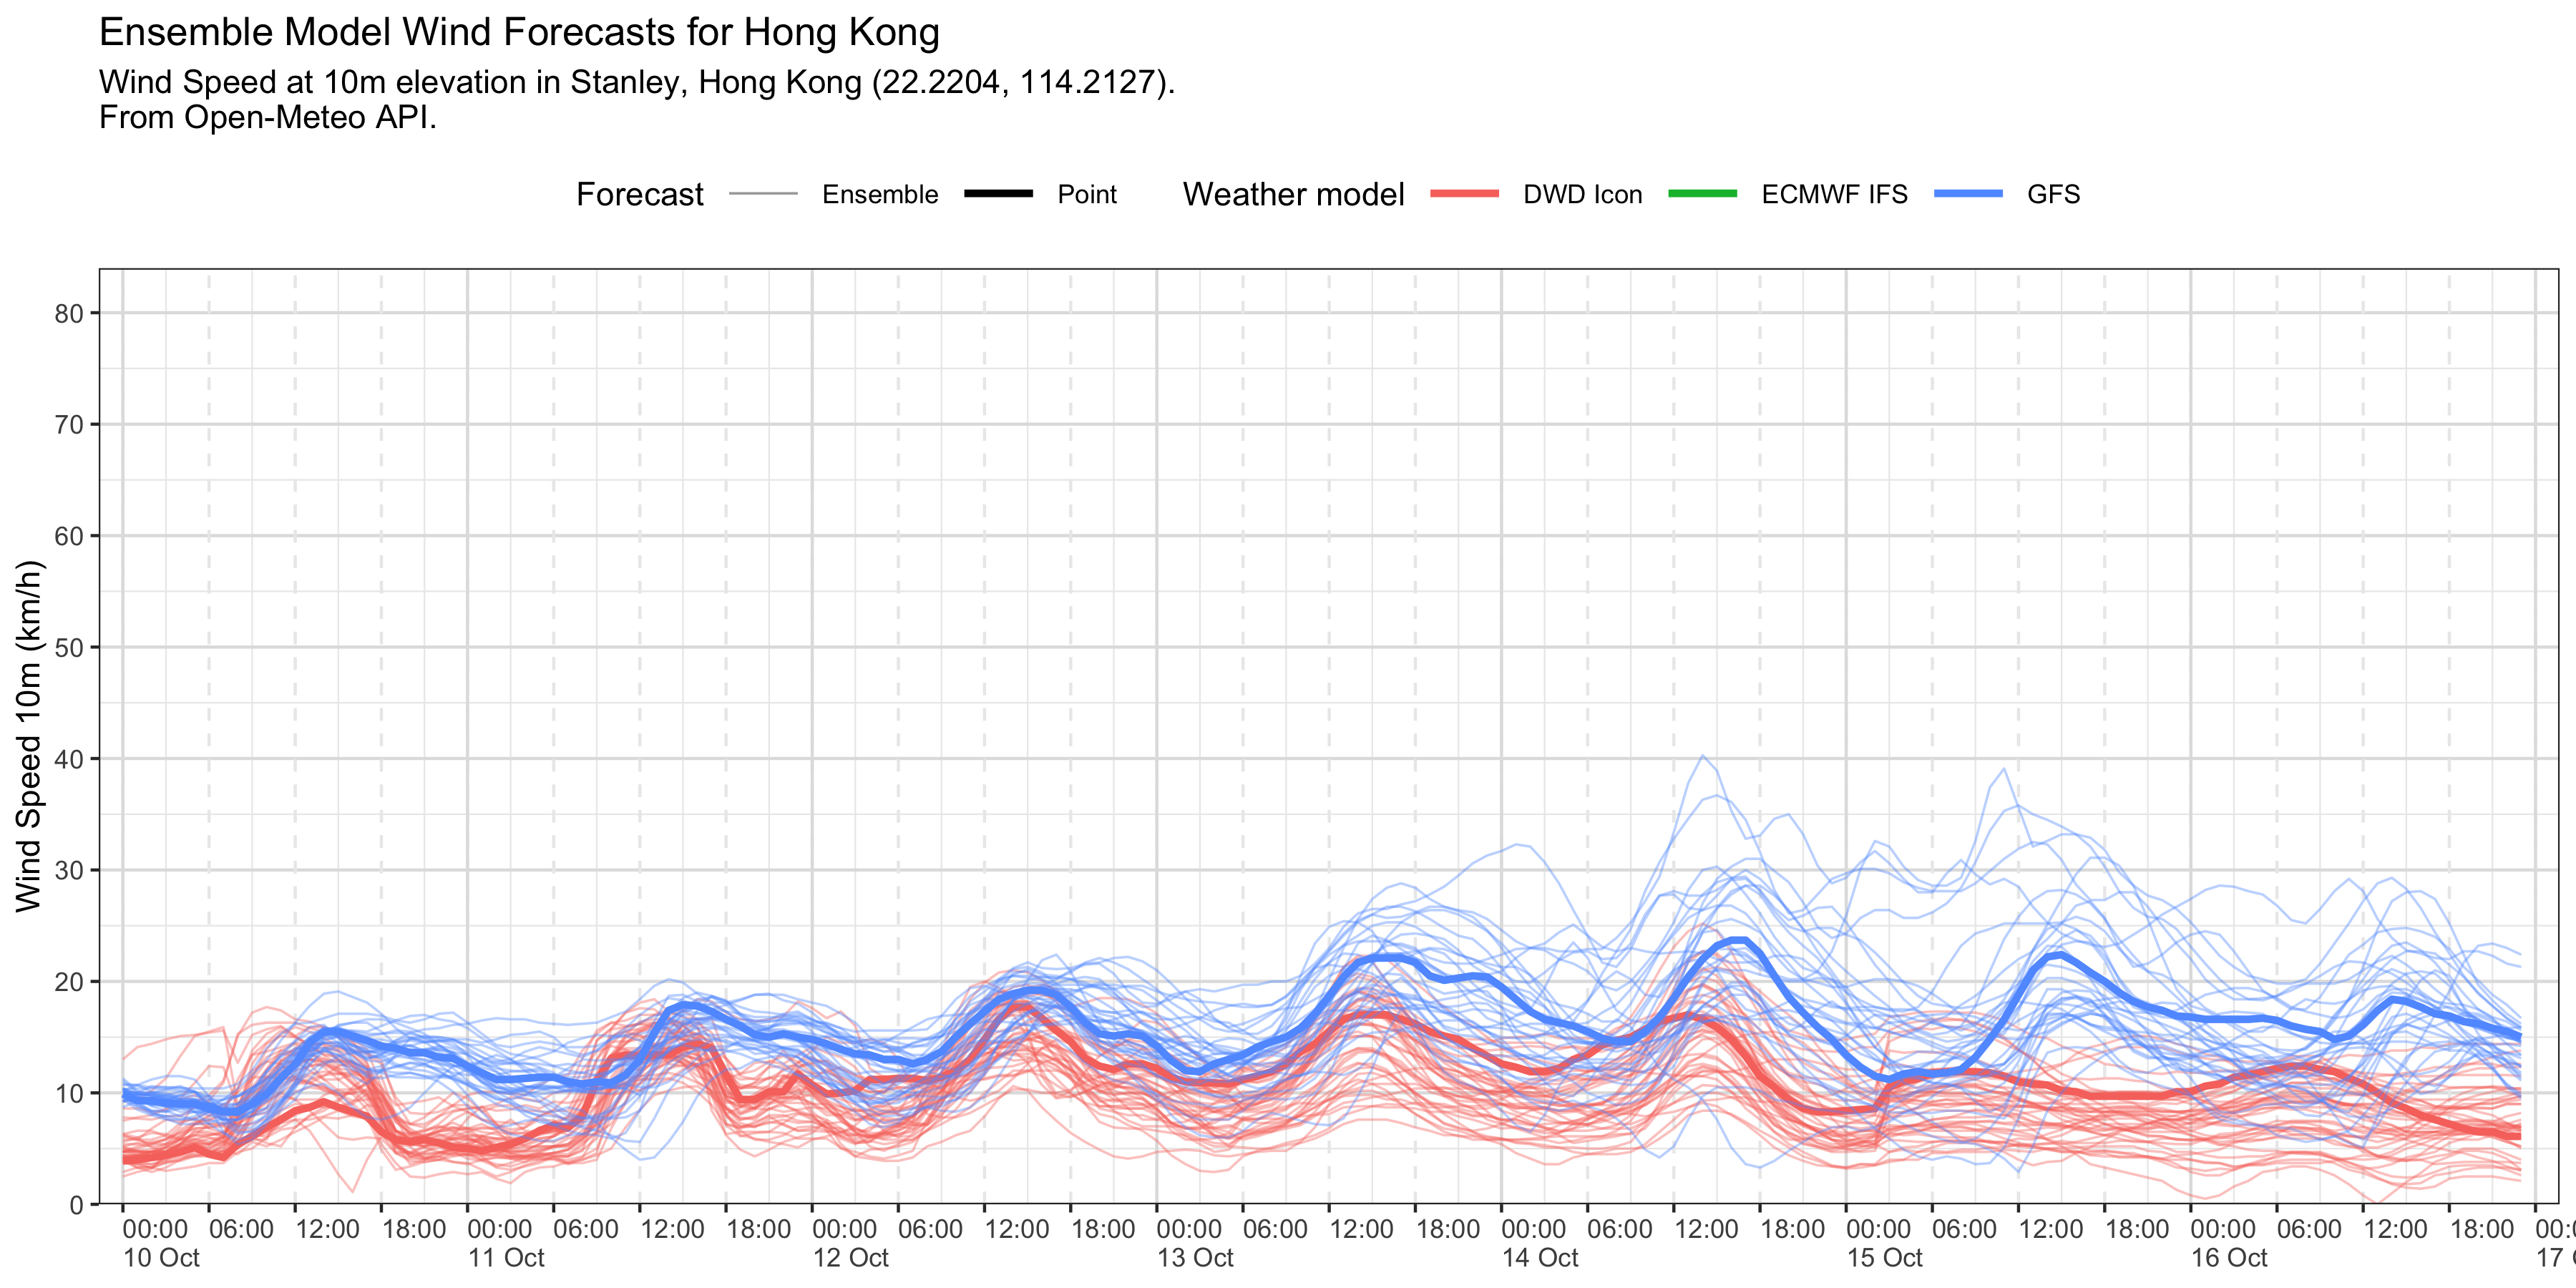 Ensemble Model Wind Forecasts for Hong Kong
Wind Speed at 10m elevation in Stanley, Hong Kong (22.2204, 114.2127).
From Open-Meteo API.
Forecast Ensemble Point Weather model DWD Icon ECMWF IFS GFS
Wind Speed 10m (km/h)
80
70
60
50
40
30
20
10
0
00:00 06:00 12:00 18:00 00:00 06:00 12:00 18:00 00:00 06:00 12:00 18:00 00:00 06:00 12:00 18:00 00:00 06:00 12:00 18:00 00:00 06:00 12:00 18:00 00:00 06:00 12:00 18:00
10 Oct 11 Oct 12 Oct 13 Oct 14 Oct 15 Oct 16 Oct 17